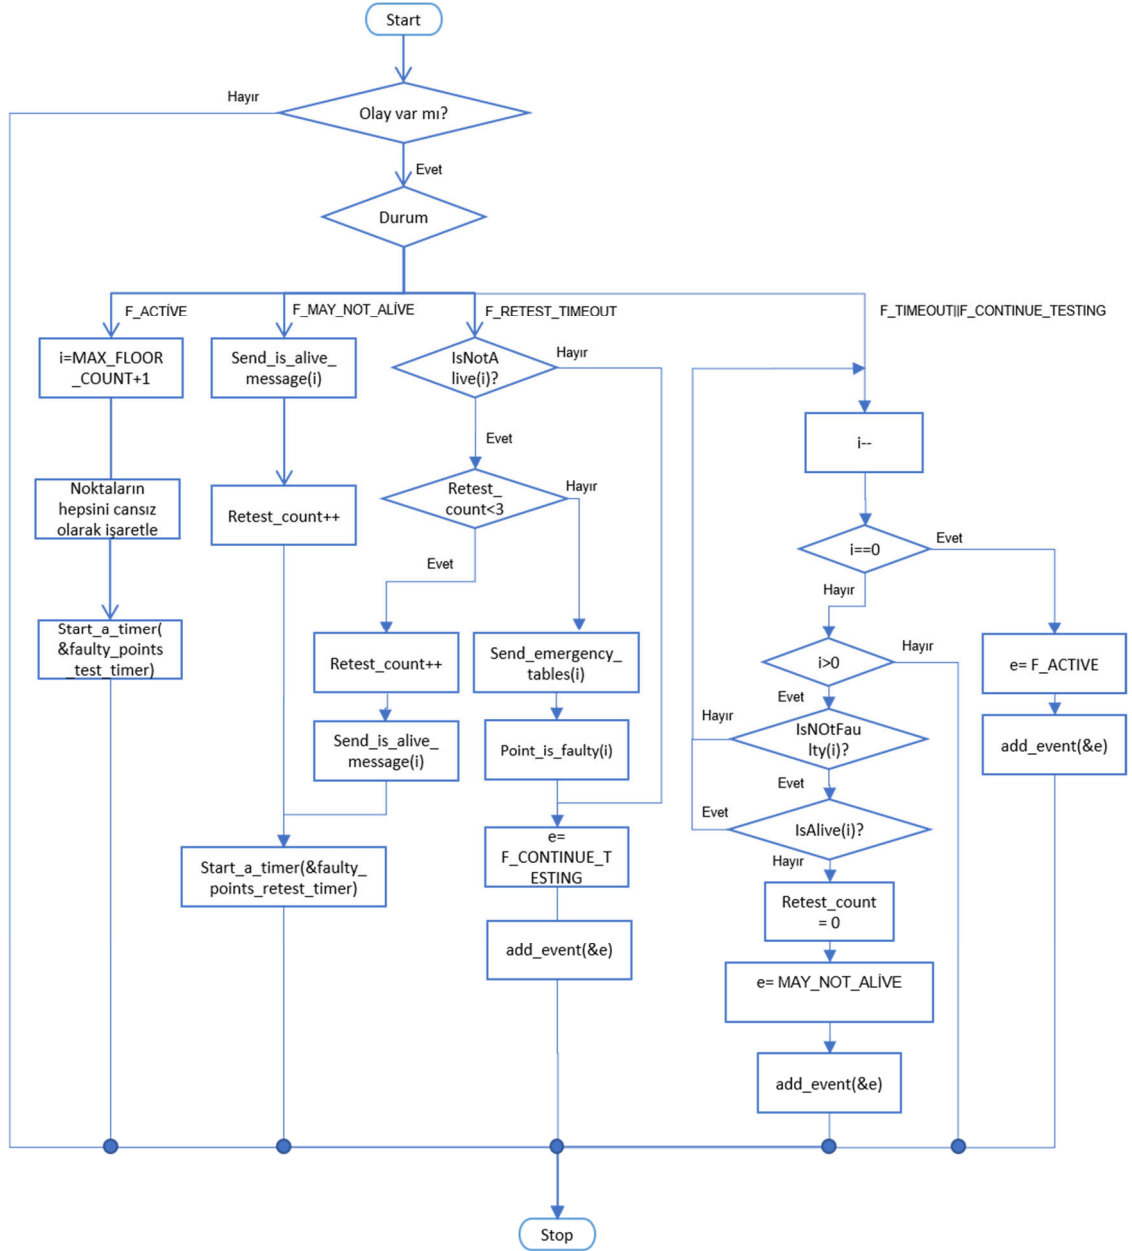 Start
Hayır
Olay var mı?
Evet
Durum
F_ACTİVE
F_MAY_NOT_ALİVE
F_RETEST_TIMEOUT
F_TIMEOUT||F_CONTINUE_TESTING
i=MAX_FLOOR
_COUNT+1
Noktaların
hepsini cansız
olarak işaretle
Start_a_timer(
&faulty_points
_test_timer)
Send_is_alive_
message(i)
Retest_count++
IsNotA
live(i)?
Hayır
Evet
Retest_
count<3
Hayır
Evet
Retest_count++
Send_is_alive_
message(i)
Start_a_timer(&faulty_
points_retest_timer)
Send_emergency_
tables(i)
Point_is_faulty(i)
e=
F_CONTINUE_T
ESTING
add_event(&e)
i--
i==0
Evet
Hayır
i>0
Hayır
Evet
Hayır
IsNOtFau
lty(i)?
Evet
Evet
IsAlive(i)?
Hayır
Retest_count
= 0
e= MAY_NOT_ALİVE
add_event(&e)
e= F_ACTIVE
add_event(&e)
Stop